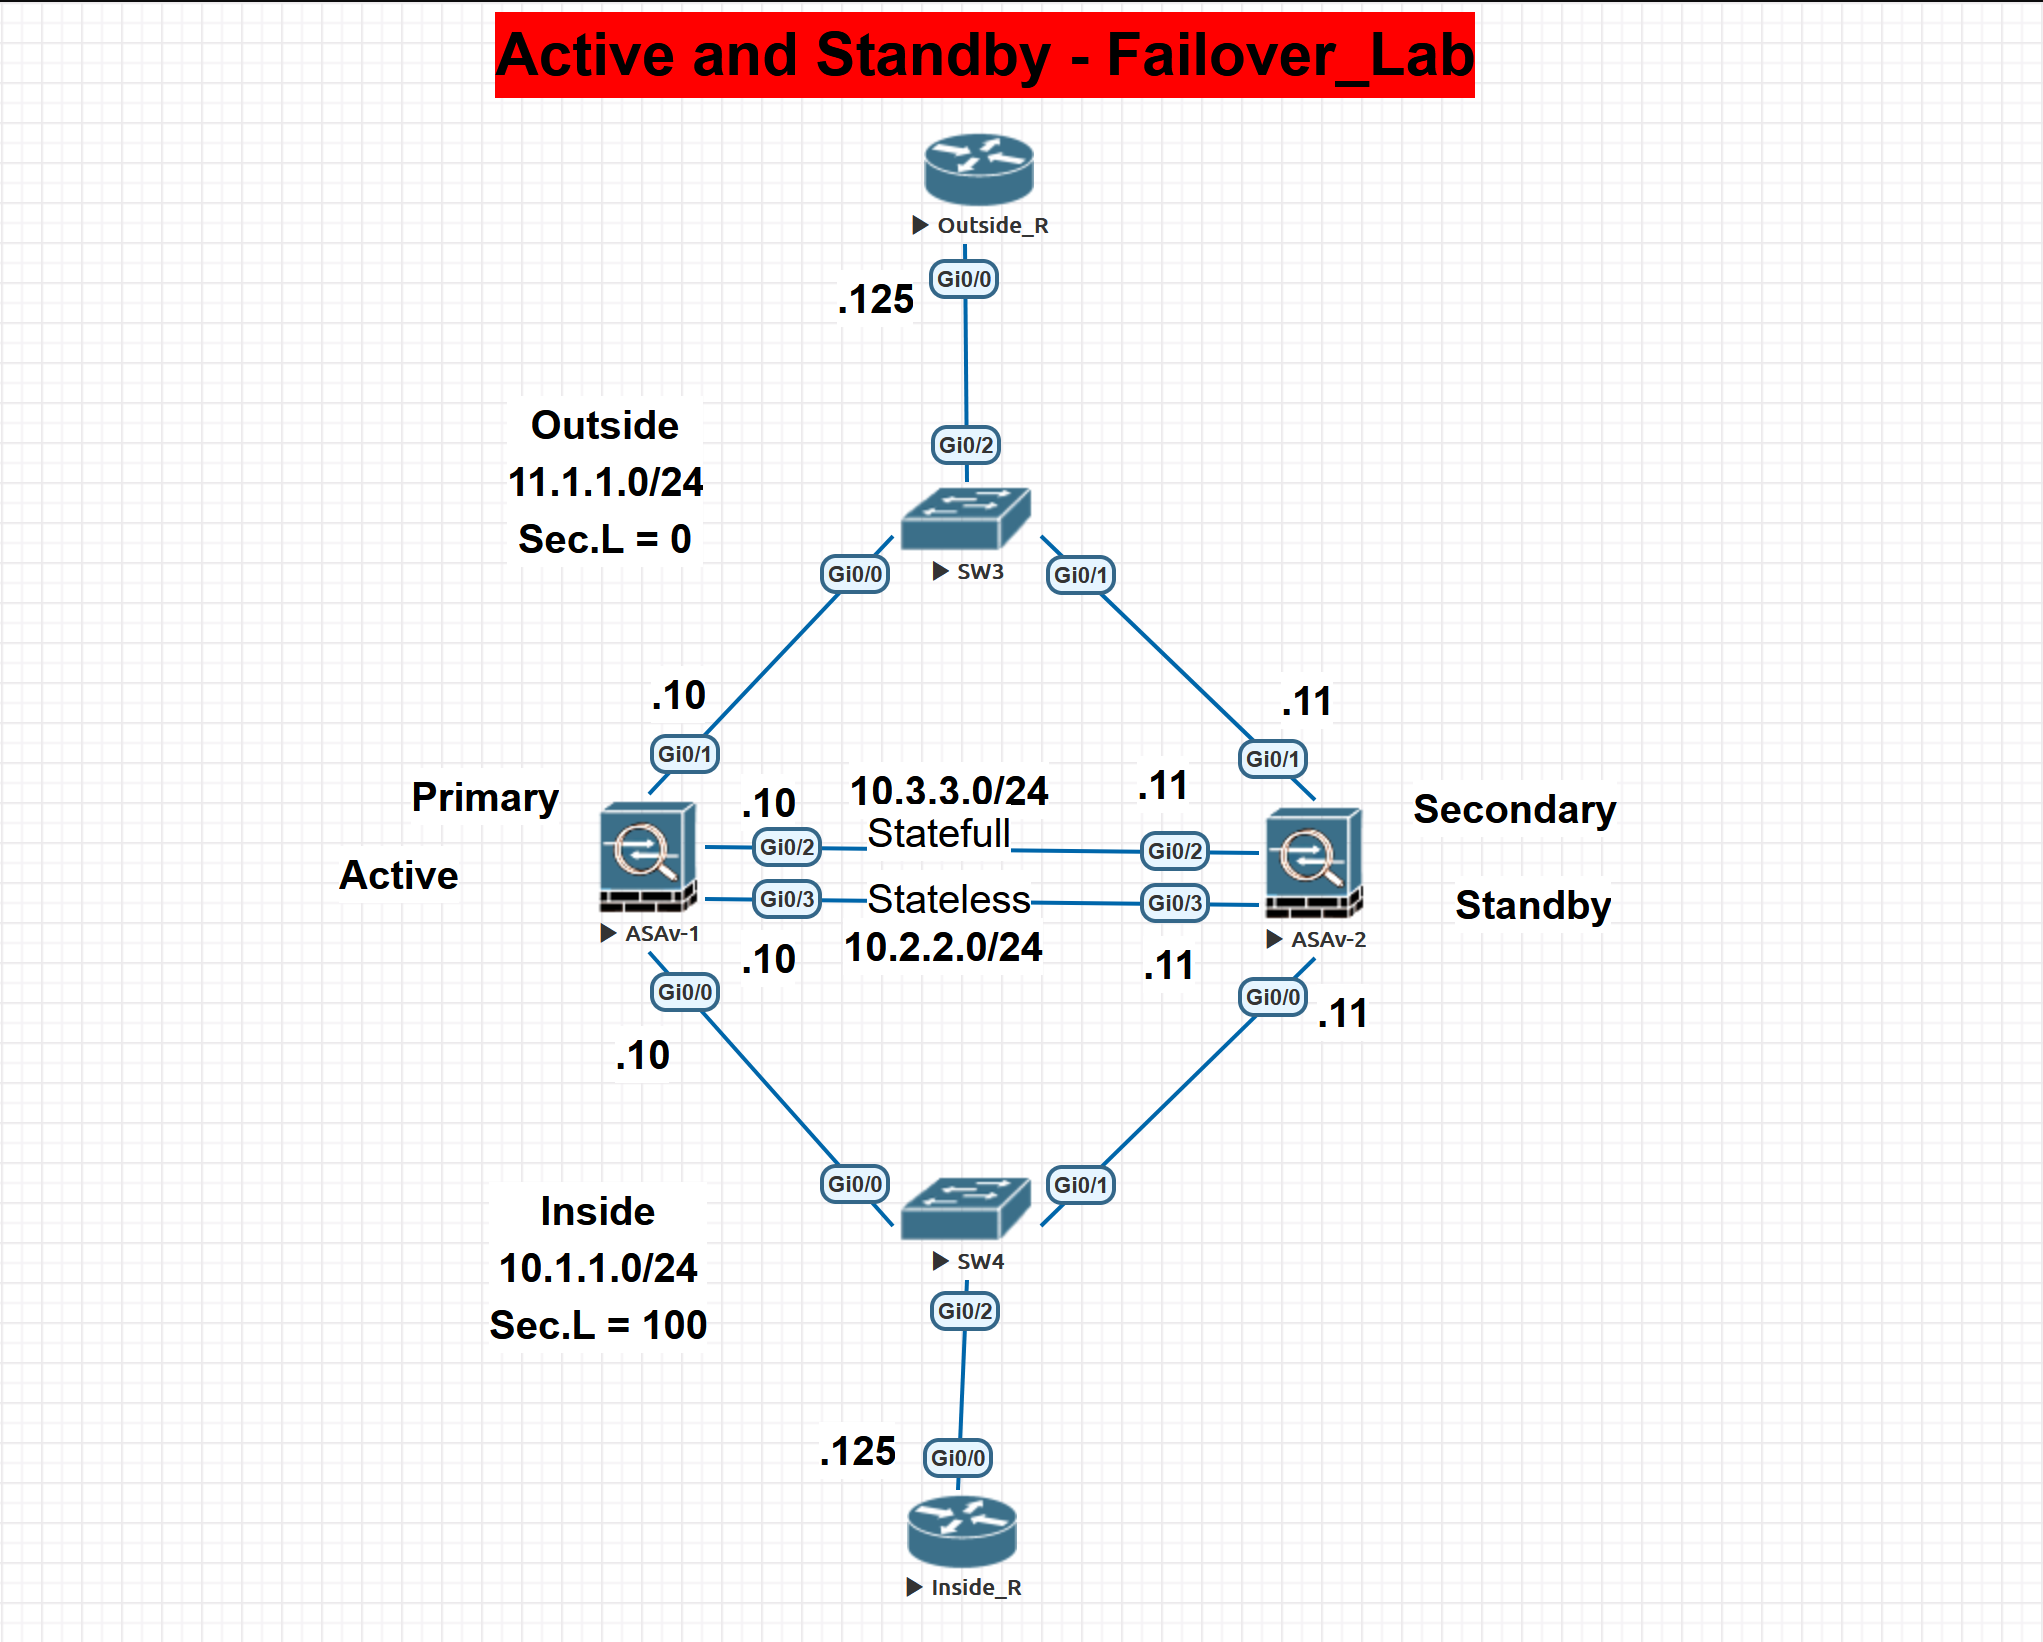 Active and Standby - Failover_Lab
Outside_R
Gi0/0
.125
Outside
11.1.1.0/24
Sec.L = 0
Gi0/2
SW3
Gi0/0
Gi0/1
.10
.11
Gi0/1
Gi0/1
Primary
Active
.10
10.3.3.0/24
.11
Secondary
Standby
Gi0/2
Statefull
Gi0/2
Gi0/3
Stateless
Gi0/3
ASAv-1
ASAv-2
.10
10.2.2.0/24
.11
Gi0/0
Gi0/0
.10
.11
Gi0/0
Gi0/1
Inside
10.1.1.0/24
Sec.L = 100
SW4
Gi0/2
.125
Gi0/0
Inside_R